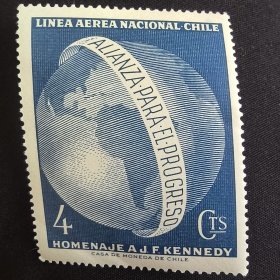 LINEA AEREA NACIONAL-CHILE
ALIANZA·PARA·EL·PROGRESO
4 CTS
HOMENAJE A J F KENNEDY
CASA DE MONEDA DE CHILE